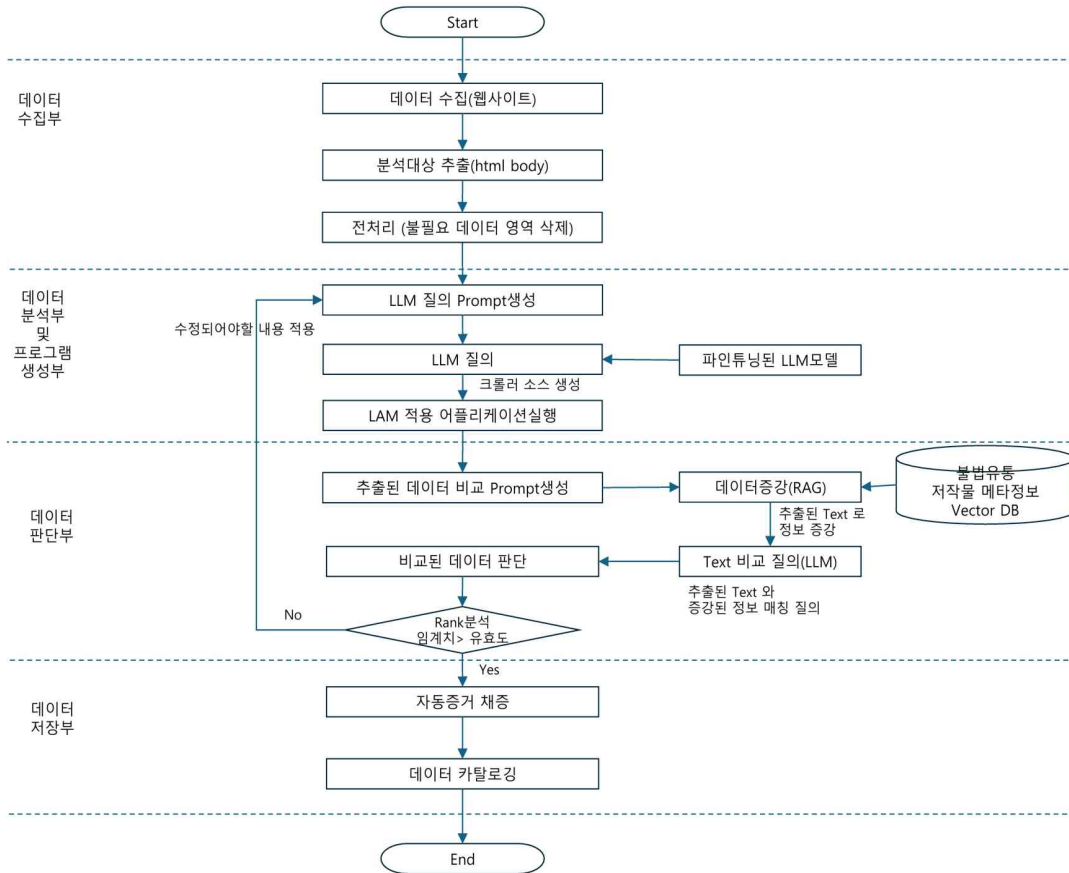 Start
데이터
수집부
데이터 수집(웹사이트)
분석대상 추출(html body)
전처리 (불필요 데이터 영역 삭제)
데이터
분석부
및
프로그램
생성부
LLM 질의 Prompt생성
수정되어야할 내용 적용
LLM 질의
파인튜닝된 LLM모델
크롤러 소스 생성
LAM 적용 어플리케이션실행
데이터
판단부
추출된 데이터 비교 Prompt생성
데이터증강(RAG)
불법유통
저작물 메타정보
Vector DB
추출된 Text 로
정보 증강
비교된 데이터 판단
Text 비교 질의(LLM)
추출된 Text 와
증강된 정보 매칭 질의
No
Rank분석
임계치> 유효도
Yes
데이터
저장부
자동증거 채증
데이터 카탈로깅
End